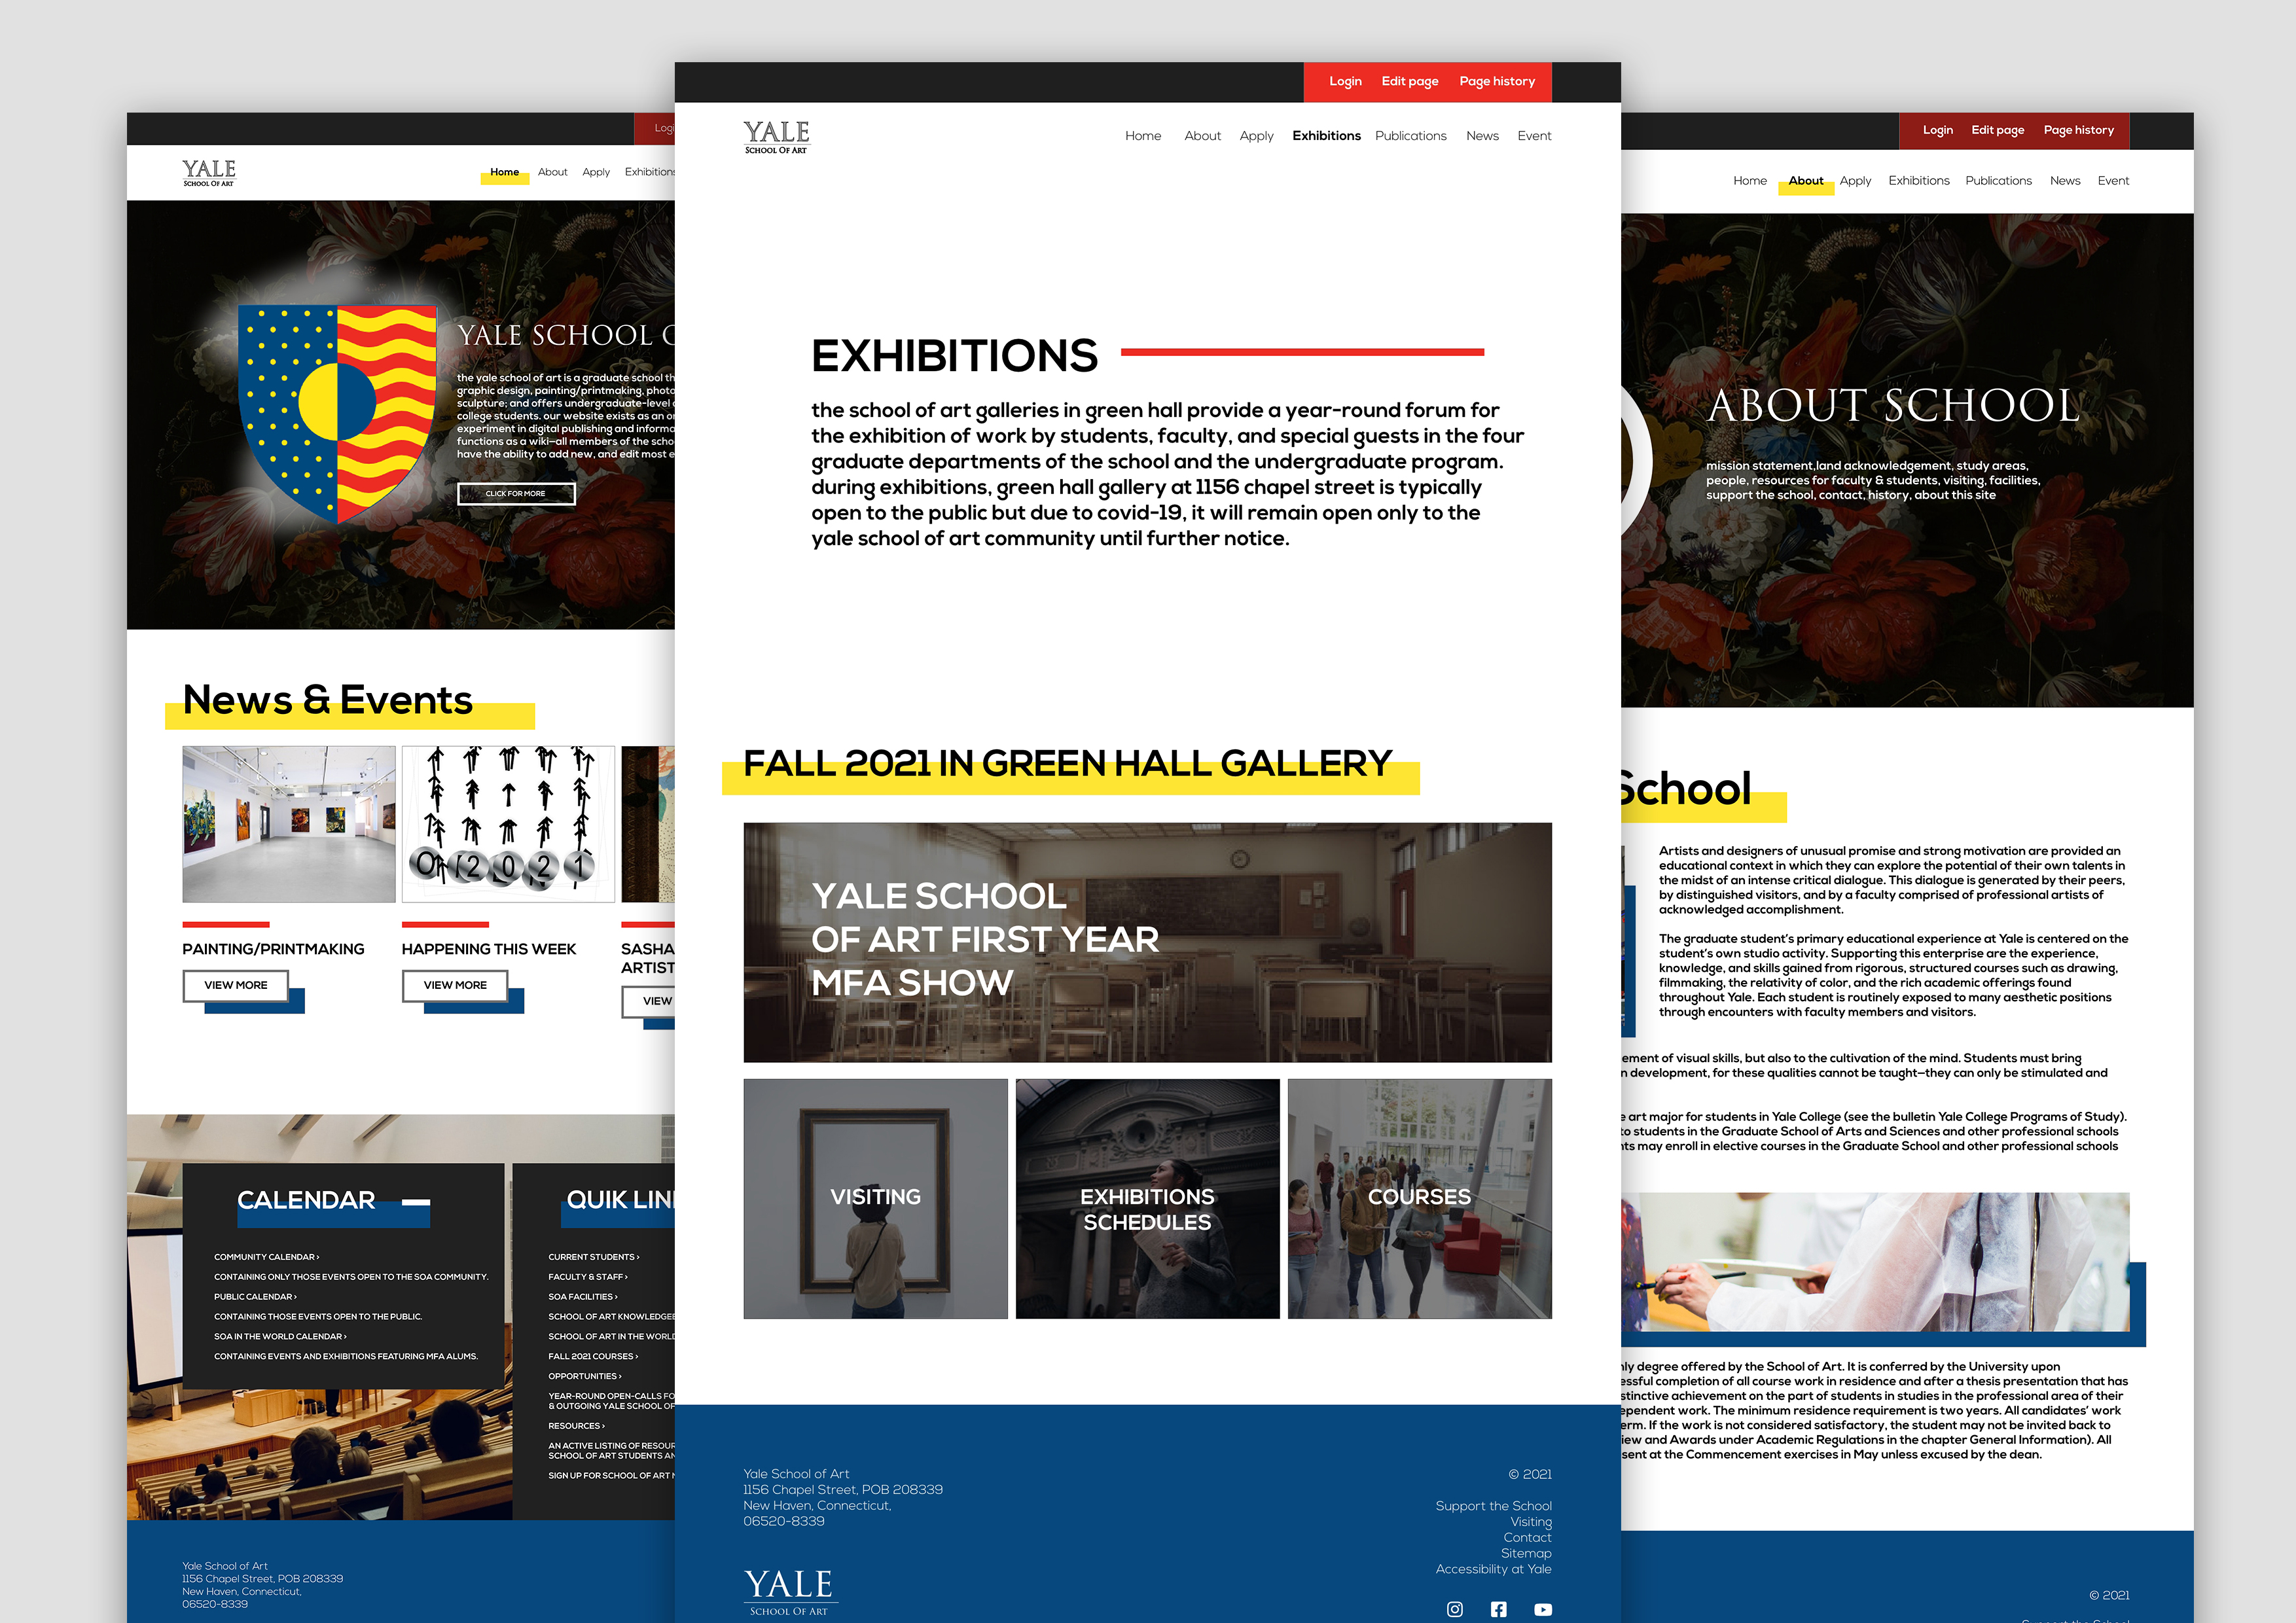 Logi
YALE
SCHOOL OF ART
Home About Apply Exhibitions
YALE SCHOOL
the yale school of art is a graduate school
graphic design, painting/printmaking,
sculpture; and offers undergraduate-level
college students. our website exists as an
experiment in digital publishing and
functions as a wiki—all members of the
have the ability to add new, and edit most
CLICK FOR MORE
News & Events
O 2 0 2 1
PAINTING/PRINTMAKING
VIEW MORE
HAPPENING THIS WEEK
VIEW MORE
SASHA
ARTIST
VIEW
CALENDAR
COMMUNITY CALENDAR >
CONTAINING ONLY THOSE EVENTS OPEN TO THE SOA COMMUNITY.
PUBLIC CALENDAR >
CONTAINING THOSE EVENTS OPEN TO THE PUBLIC.
SOA IN THE WORLD CALENDAR >
CONTAINING EVENTS AND EXHIBITIONS FEATURING MFA ALUMS.
QUIK LIN
CURRENT STUDENTS >
FACULTY & STAFF >
SOA FACILITIES >
SCHOOL OF ART
SCHOOL OF ART IN THE WORLD
FALL 2021 COURSES >
OPPORTUNITIES >
YEAR-ROUND OPEN-CALLS
& OUTGOING YALE SCHOOL OF
RESOURCES >
AN ACTIVE LISTING OF
SCHOOL OF ART STUDENTS
SIGN UP FOR SCHOOL OF ART
Yale School of Art
1156 Chapel Street, POB 208339
New Haven, Connecticut,
06520-8339
Login Edit page Page history
YALE
SCHOOL OF ART
Home About Apply Exhibitions Publications News Event
EXHIBITIONS
the school of art galleries in green hall provide a year-round forum for
the exhibition of work by students, faculty, and special guests in the four
graduate departments of the school and the undergraduate program.
during exhibitions, green hall gallery at 1156 chapel street is typically
open to the public but due to covid-19, it will remain open only to the
yale school of art community until further notice.
FALL 2021 IN GREEN HALL GALLERY
YALE SCHOOL
OF ART FIRST YEAR
MFA SHOW
VISITING
EXHIBITIONS
SCHEDULES
COURSES
Yale School of Art
1156 Chapel Street, POB 208339
New Haven, Connecticut,
06520-8339
YALE
SCHOOL OF ART
© 2021
Support the School
Visiting
Contact
Sitemap
Accessibility at Yale
Login Edit page Page history
Home About Apply Exhibitions Publications News Event
ABOUT SCHOOL
mission statement,land acknowledgement, study areas,
people, resources for faculty & students, visiting, facilities,
support the school, contact, history, about this site
School
Artists and designers of unusual promise and strong motivation are provided an
educational context in which they can explore the potential of their own talents in
the midst of an intense critical dialogue. This dialogue is generated by their peers,
by distinguished visitors, and by a faculty comprised of professional artists of
acknowledged accomplishment.
The graduate student's primary educational experience at Yale is centered on the
student's own studio activity. Supporting this enterprise are the experience,
knowledge, and skills gained from rigorous, structured courses such as drawing,
filmmaking, the relativity of color, and the rich academic offerings found
throughout Yale. Each student is routinely exposed to many aesthetic positions
through encounters with faculty members and visitors.
ement of visual skills, but also to the cultivation of the mind. Students must bring
n development, for these qualities cannot be taught—they can only be stimulated and
e art major for students in Yale College (see the bulletin Yale College Programs of Study).
to students in the Graduate School of Arts and Sciences and other professional schools
nts may enroll in elective courses in the Graduate School and other professional schools
nly degree offered by the School of Art. It is conferred by the University upon
essful completion of all course work in residence and after a thesis presentation that has
stinctive achievement on the part of students in studies in the professional area of their
ependent work. The minimum residence requirement is two years. All candidates' work
erm. If the work is not considered satisfactory, the student may not be invited back to
iew and Awards under Academic Regulations in the chapter General Information). All
sent at the Commencement exercises in May unless excused by the dean.
© 2021